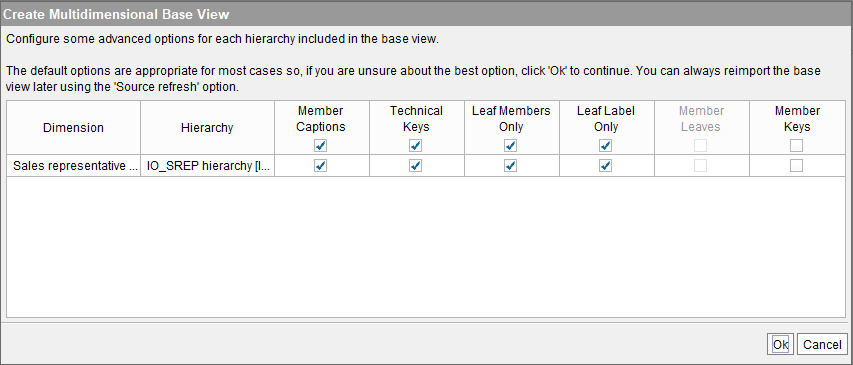 Create Multidimensional Base View
Configure some advanced options for each hierarchy included in the base view.
The default options are appropriate for most cases so, if you are unsure about the best option, click 'Ok' to continue. You can always reimport the base
view later using the 'Source refresh' option.
Dimension
Hierarchy
Member
Captions
Technical
Keys
Leaf Members
Only
Leaf Label
Only
Member
Leaves
Member
Keys
Sales representative ...
IO_SREP hierarchy [I...
Ok
Cancel